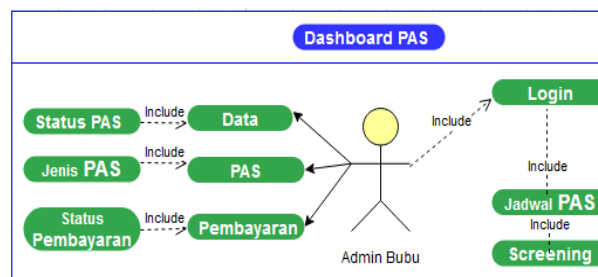 Dashboard PAS
Login
Include
Status PAS
Include
Data
Include
Jenis PAS
Include
PAS
Include
Jadwal PAS
Status
Pembayaran
Include
Pembayaran
Include
Screening
Admin Bubu